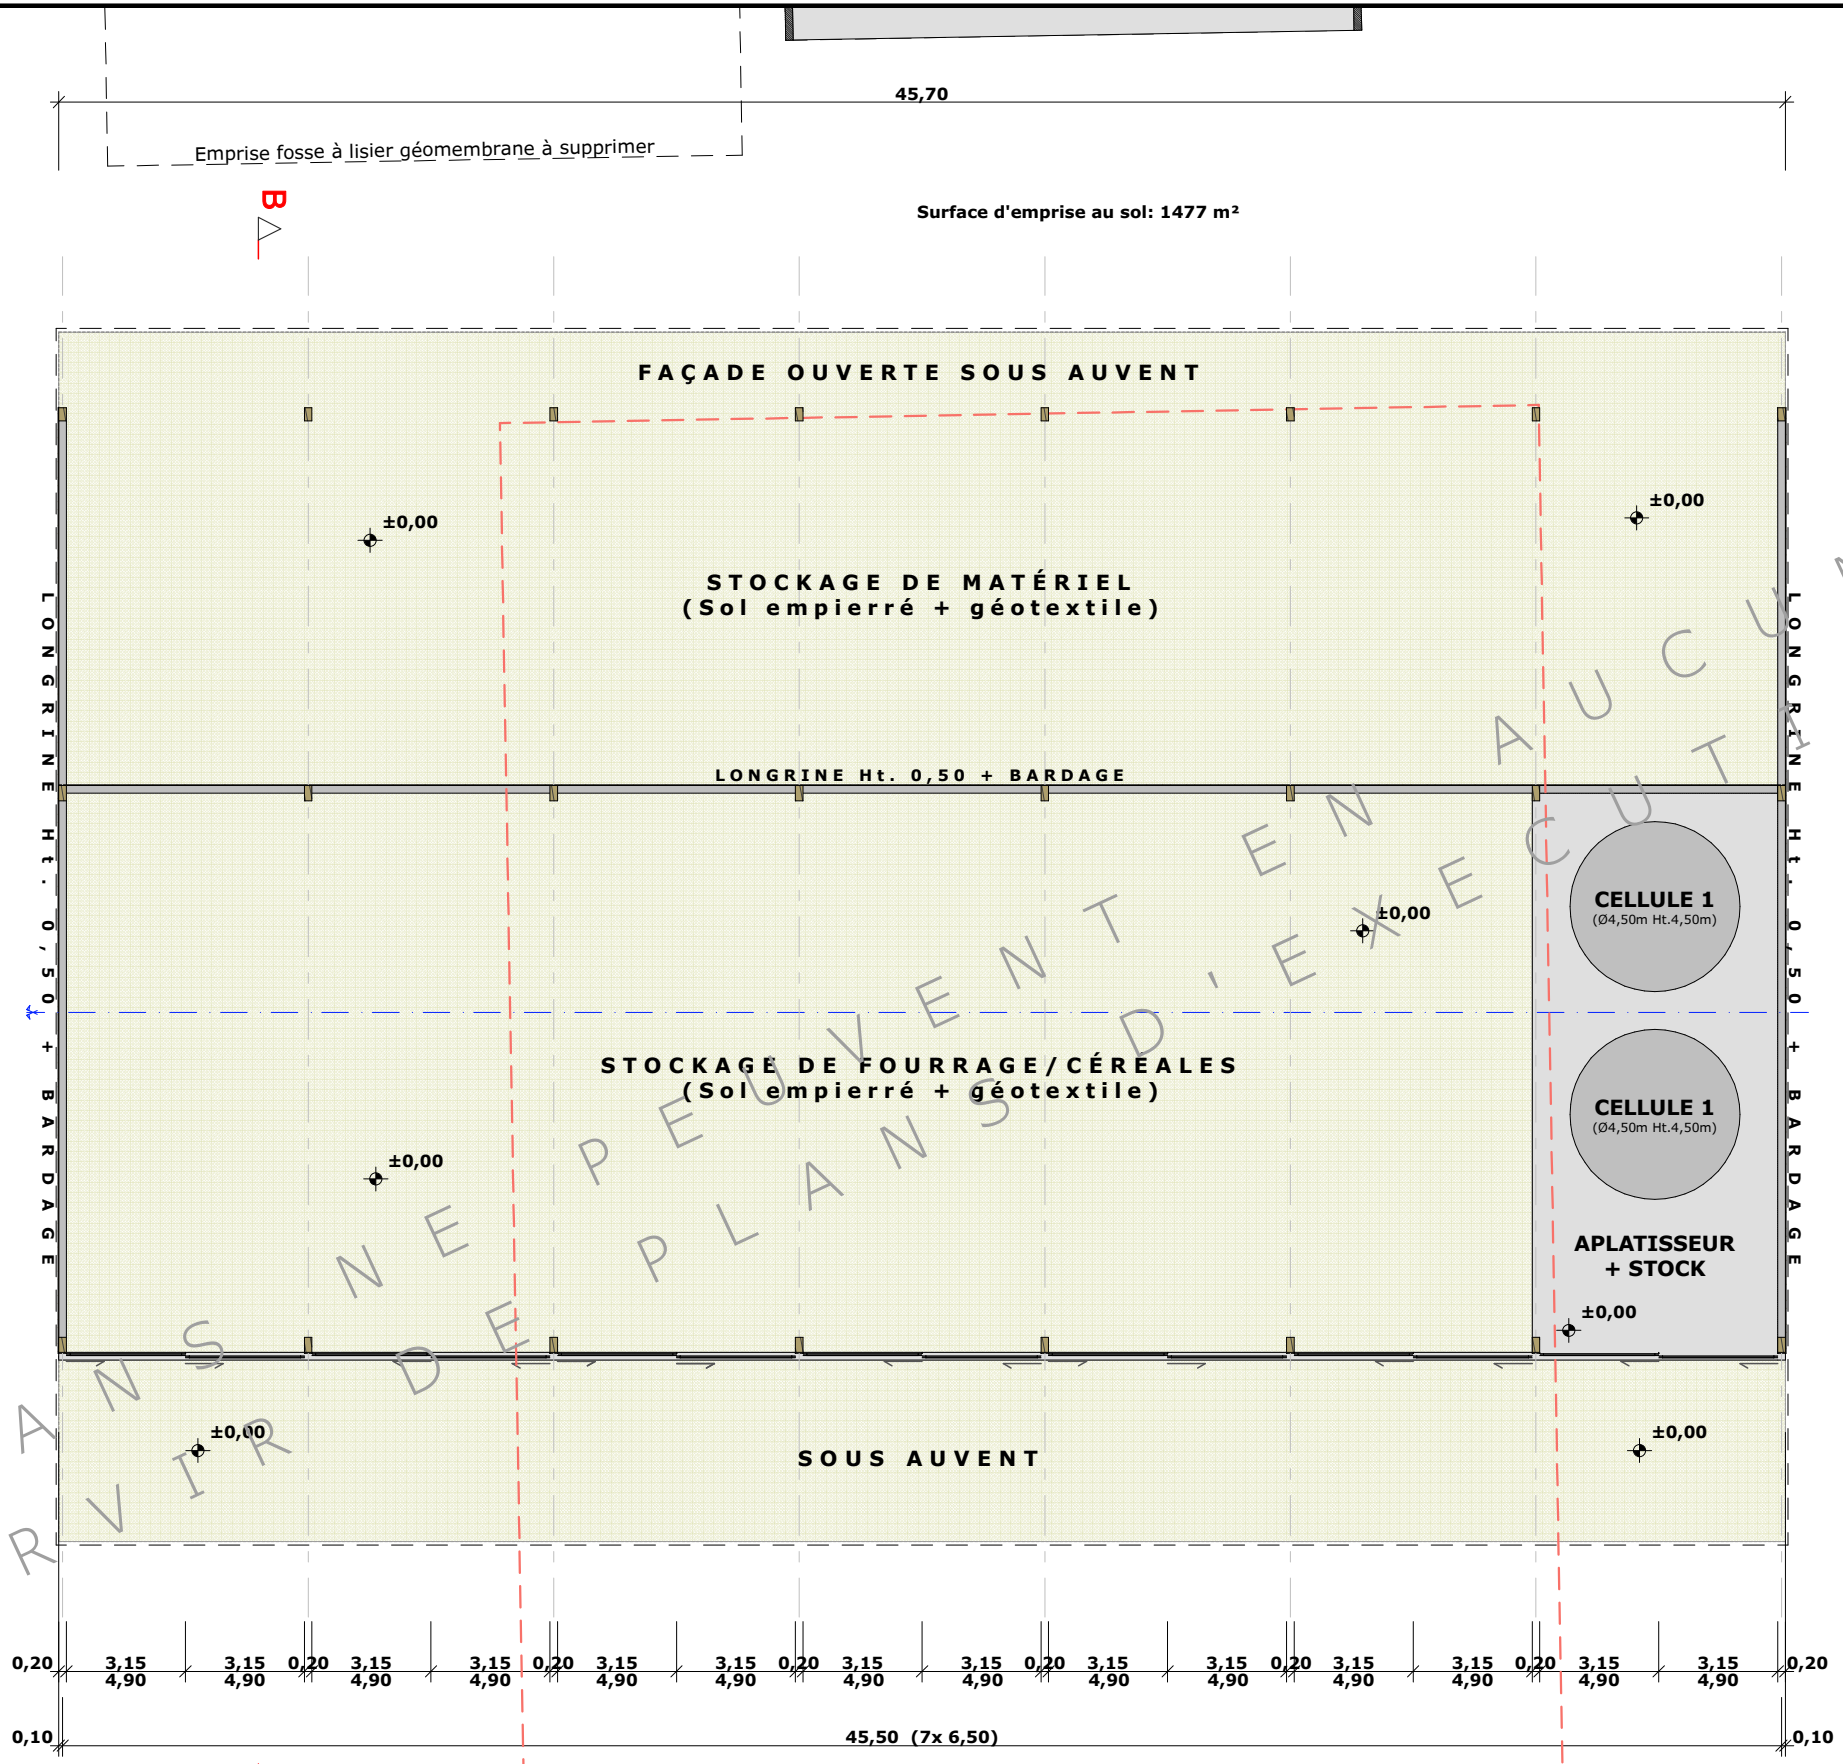 45,70
Emprise fosse à lisier géomembrane à supprimer
B
Surface d'emprise au sol: 1477 m²
FAÇADE OUVERTE SOUS AUVENT
±0,00
±0,00
STOCKAGE DE MATÉRIEL
(Sol empierré + géotextile)
LONGRINE Ht. 0,50 + BARDAGE
LONGRINE Ht. 0,50 + BARDAGE
LONGRINE Ht. 0,50 + BARDAGE
CELLULE 1
(Ø4,50m Ht.4,50m)
±0,00
STOCKAGE DE FOURRAGE/CÉREALES
(Sol empierré + géotextile)
CELLULE 1
(Ø4,50m Ht.4,50m)
±0,00
APLATISSEUR
+ STOCK
±0,00
±0,00
±0,00
SOUS AUVENT
ANS NE PEUVENT EN AUCU
RVIR DE PLANS D'EXECUTI
0,20 3,15 3,15 0,20 3,15 3,15 0,20 3,15 3,15 0,20 3,15 3,15 0,20 3,15 3,15 0,20 3,15 3,15 0,20 3,15 3,15 0,20
4,90 4,90 4,90 4,90 4,90 4,90 4,90 4,90 4,90 4,90 4,90 4,90 4,90 4,90
0,10 45,50 (7x 6,50) 0,10